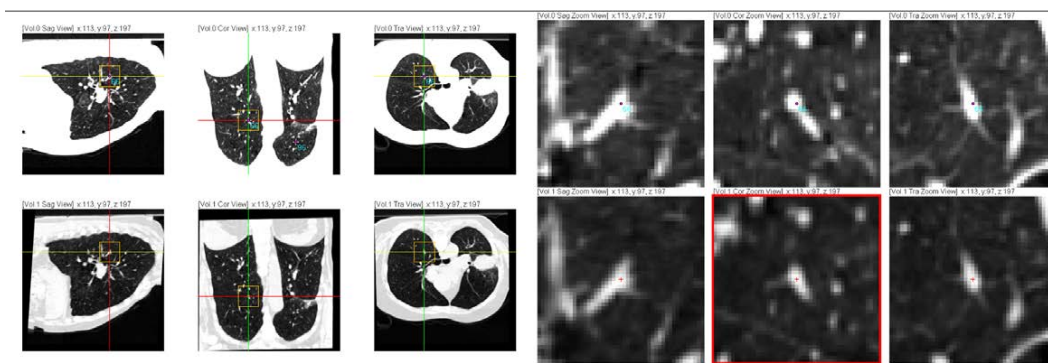 [Vol 0 Sag View] x 113, y 97, z 197
[Vol 0 Cor View] x 113, y 97, z 197
[Vol 0 Tra View] x 113, y 97, z 197
[Vol 0 Sag Zoom View] x 113, y 97, z 197
[Vol 0 Cor Zoom View] x 113, y 97, z 197
[Vol 0 Tra Zoom View] x 113, y 97, z 197
[Vol 1 Sag View] x 113, y 97, z 197
[Vol 1 Cor View] x 113, y 97, z 197
[Vol 1 Tra View] x 113, y 97, z 197
[Vol 1 Sag Zoom View] x 113, y 97, z 197
[Vol 1 Cor Zoom View] x 113, y 97, z 197
[Vol 1 Tra Zoom View] x 113, y 97, z 197